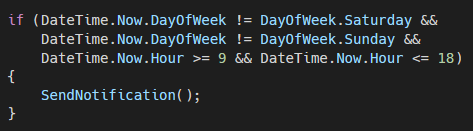 if (DateTime.Now.DayOfWeek != DayOfWeek.Saturday &&
    DateTime.Now.DayOfWeek != DayOfWeek.Sunday &&
    DateTime.Now.Hour >= 9 && DateTime.Now.Hour <= 18)
{
    SendNotification();
}